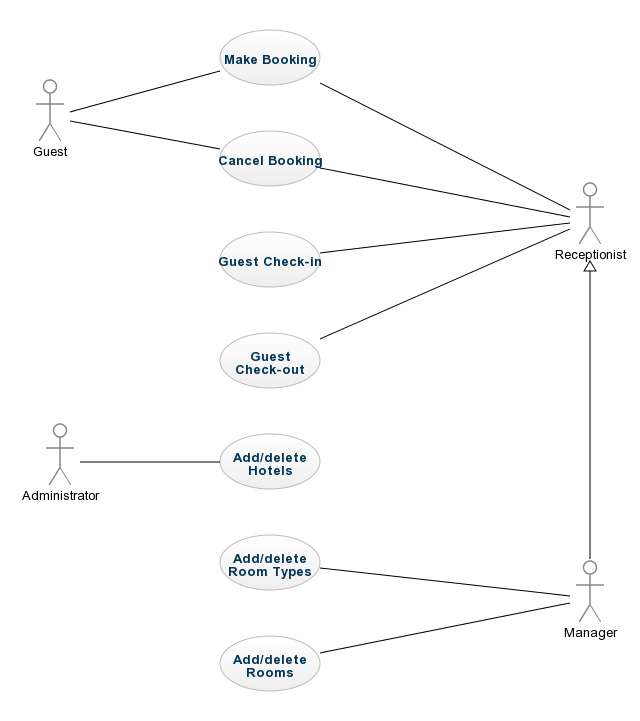 Make Booking
Guest
Cancel Booking
Receptionist
Guest Check-in
Guest
Check-out
Add/delete
Hotels
Administrator
Add/delete
Room Types
Manager
Add/delete
Rooms